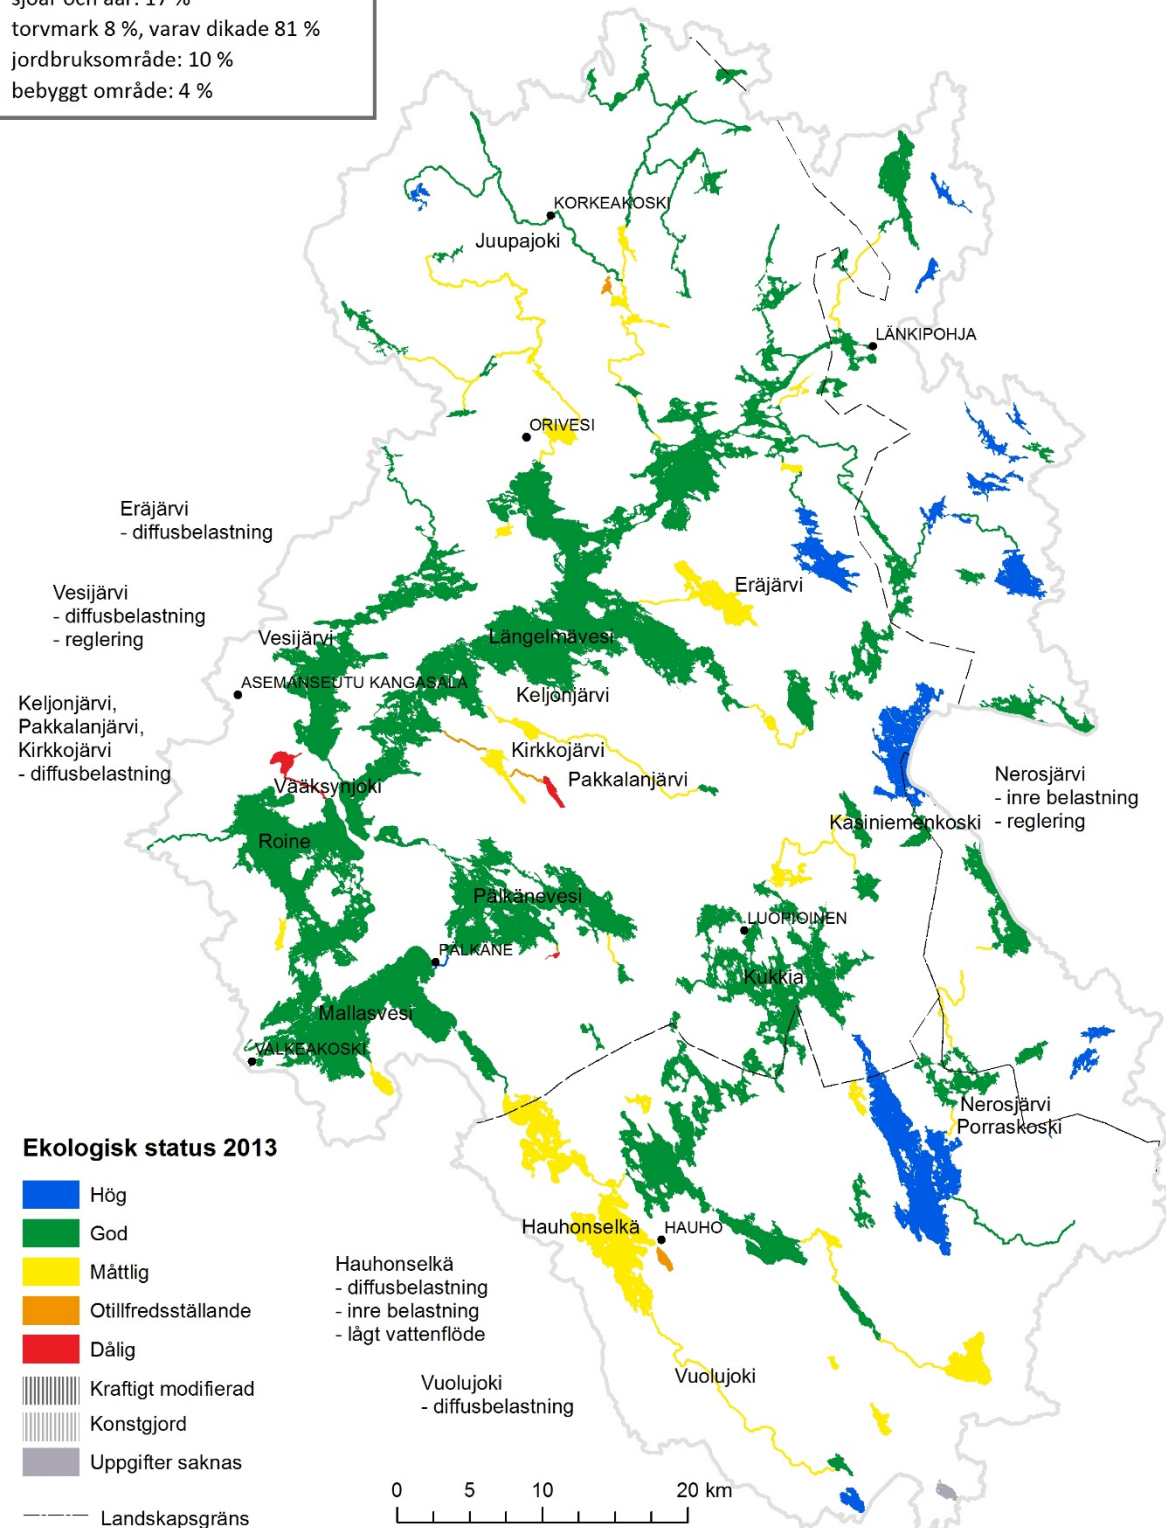 sjöar och åar: 17 %
torvmark 8 %, varav dikade 81 %
jordbruksområde: 10 %
bebyggt område: 4 %
KORKEAKOSKI
Juupajoki
LÄNKIPOHJA
ORIVESI
Eräjärvi
- diffusbelastning
Eräjärvi
Vesijärvi
- diffusbelastning
- reglering
Vesijärvi
Längelmävesi
ASEMANSEUTU KANGASALA
Keljonjärvi
Keljonjärvi,
Pakkalanjärvi,
Kirkkojärvi
- diffusbelastning
Kirkkojärvi
Pakkalanjärvi
Vääksynjoki
Nerosjärvi
- inre belastning
- reglering
Kasiniemenkoski
Roine
Pälkänevesi
LUOPIOINEN
PÄLKÄNE
Kukkia
Mallasvesi
VALKEAKOSKI
Nerosjärvi
Porraskoski
Ekologisk status 2013
Hög
God
Måttlig
Otillfredsställande
Dålig
Kraftigt modifierad
Konstgjord
Uppgifter saknas
Landskapsgräns
Hauhonselkä
HAUHO
Hauhonselkä
- diffusbelastning
- inre belastning
- lågt vattenflöde
Vuolujoki
Vuolujoki
- diffusbelastning
0 5 10 20 km